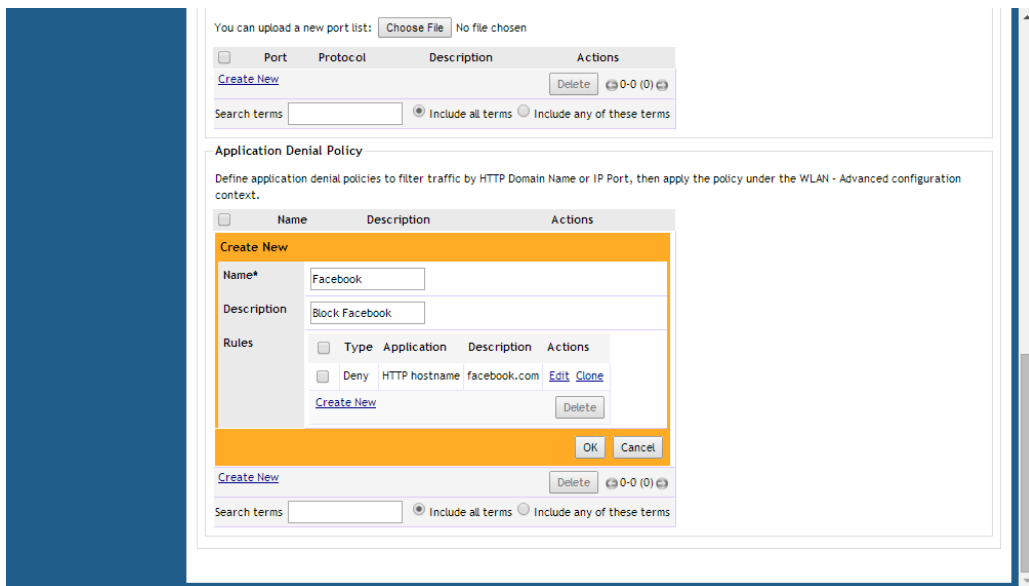 You can upload a new port list: Choose File No file chosen
Port Protocol Description Actions
Create New Delete 0-0 (0)
Search terms Include all terms Include any of these terms
Application Denial Policy
Define application denial policies to filter traffic by HTTP Domain Name or IP Port, then apply the policy under the WLAN - Advanced configuration
context.
Name Description Actions
Create New
Name* Facebook
Description Block Facebook
Rules
Type Application Description Actions
Deny HTTP hostname facebook.com Edit Clone
Create New Delete
OK Cancel
Create New Delete 0-0 (0)
Search terms Include all terms Include any of these terms